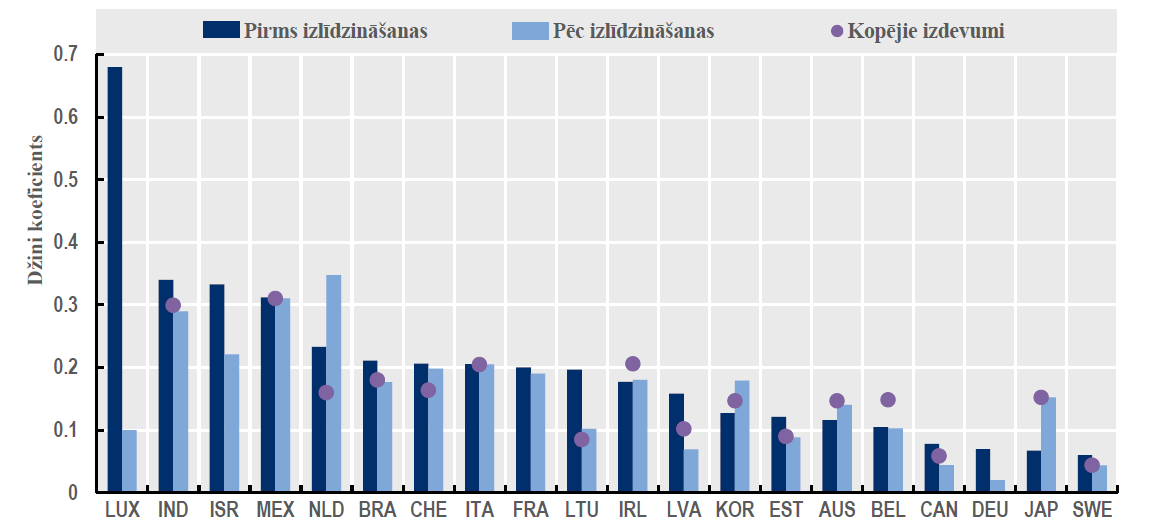 Pirms izlīdzināšanas Pēc izlīdzināšanas Kopējie izdevumi
Džini koeficients
0.7
0.6
0.5
0.4
0.3
0.2
0.1
0
LUX IND ISR MEX NLD BRA CHE ITA FRA LTU IRL LVA KOR EST AUS BEL CAN DEU JAP SWE